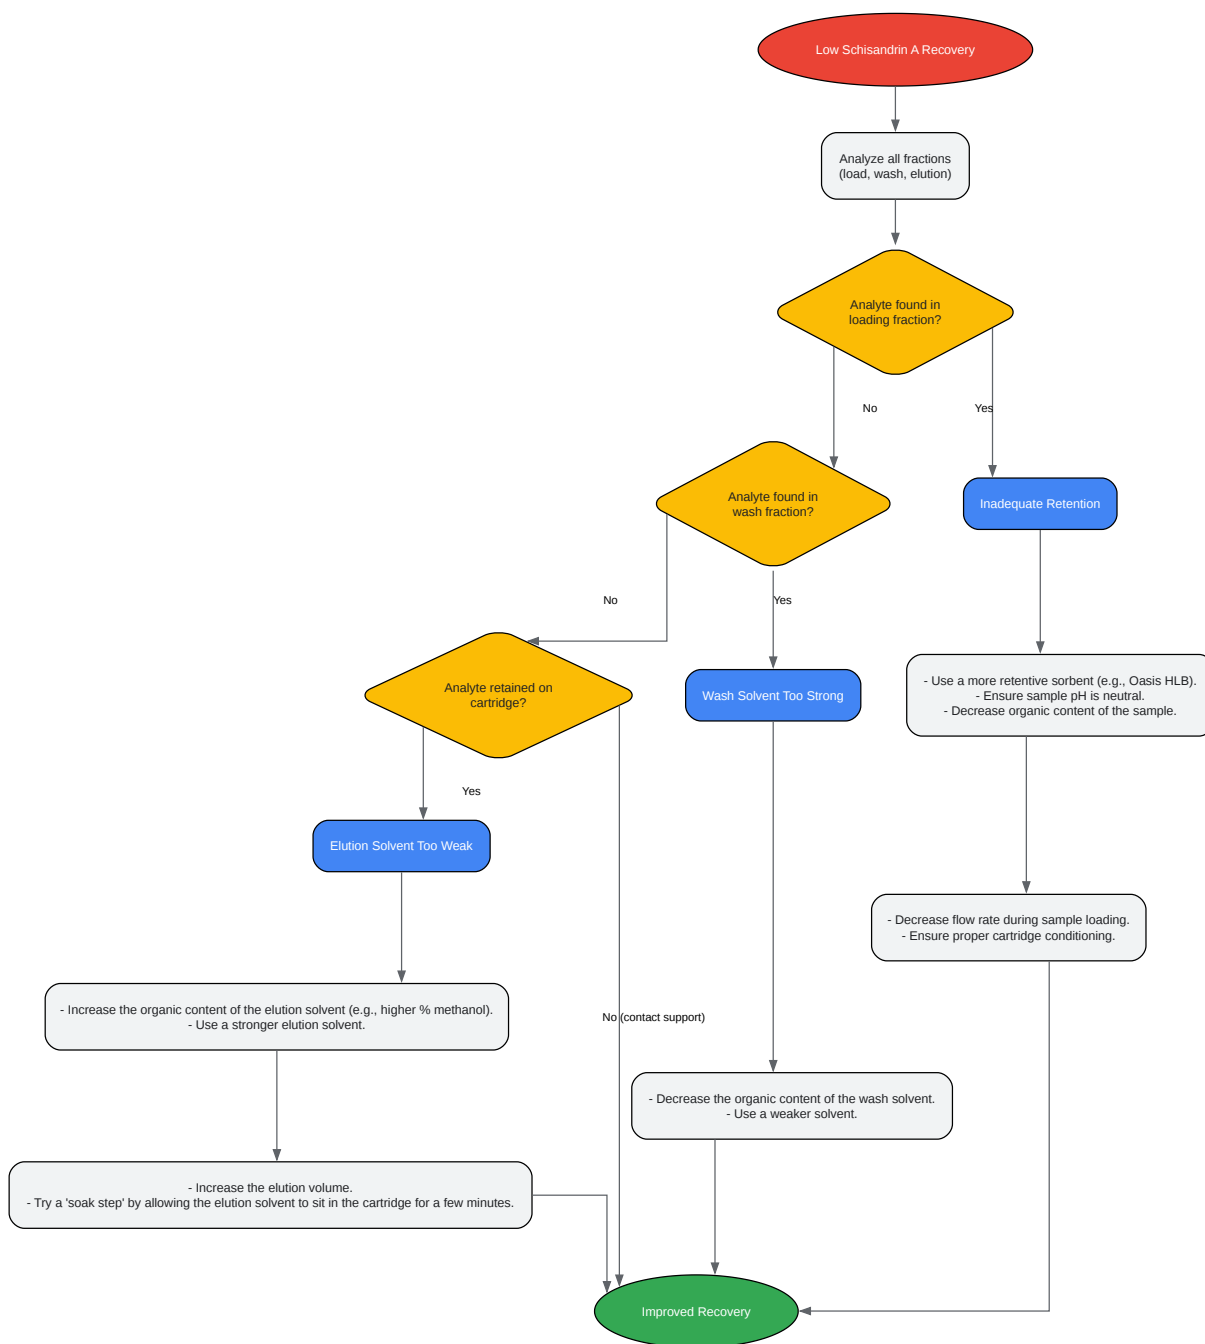 Low Schisandrin A Recovery
Analyze all fractions
(load, wash, elution)
Analyte found in
loading fraction?
No
Yes
Analyte found in
wash fraction?
Inadequate Retention
No
Yes
Analyte retained on
cartridge?
Wash Solvent Too Strong
- Use a more retentive sorbent (e.g., Oasis HLB).
- Ensure sample pH is neutral.
- Decrease organic content of the sample.
Yes
Elution Solvent Too Weak
- Decrease flow rate during sample loading.
- Ensure proper cartridge conditioning.
- Increase the organic content of the elution solvent (e.g., higher % methanol).
- Use a stronger elution solvent.
No (contact support)
- Decrease the organic content of the wash solvent.
- Use a weaker solvent.
- Increase the elution volume.
- Try a 'soak step' by allowing the elution solvent to sit in the cartridge for a few minutes.
Improved Recovery